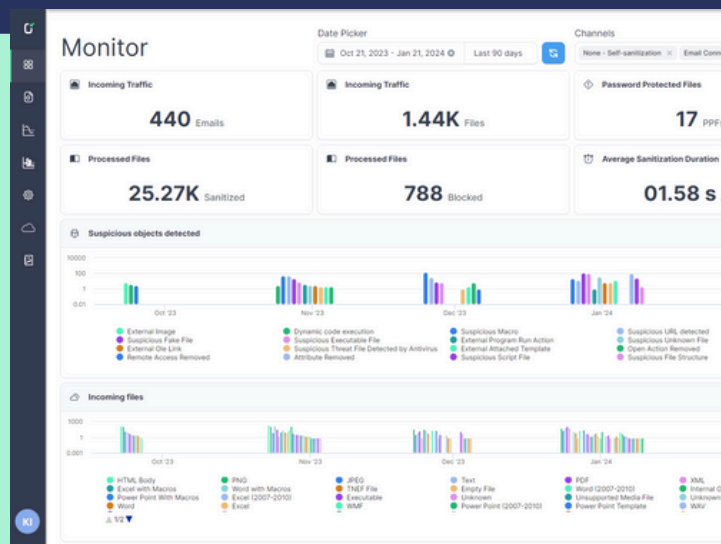 Monitor
Date Picker
Oct 21, 2023 - Jan 21, 2024
Last 90 days
Channels
None - Self-sanitization ×
Email Conn
Incoming Traffic
440 Emails
Incoming Traffic
1.44K Files
Password Protected Files
17 PPFs
Processed Files
25.27K Sanitized
Processed Files
788 Blocked
Average Sanitization Duration
01.58 s
Suspicious objects detected
10000
100
1
0.01
Oct '23
Nov '23
Dec '23
Jan '24
External Image
Dynamic code execution
Suspicious Macro
Suspicious URL detected
Suspicious Fake File
Suspicious Executable File
External Program Run Action
Suspicious Unknown File
External Ole Link
Suspicious Threat File Detected by Antivirus
External Attached Template
Open Action Removed
Remote Access Removed
Attribute Removed
Suspicious Script File
Suspicious File Structure
Incoming files
1000
1
0.001
Oct '23
Nov '23
Dec '23
Jan '24
HTML Body
PNG
JPEG
Text
PDF
XML
Excel with Macros
Word with Macros
TNEF File
Empty File
Word (2007-2010)
Internal O
Power Point With Macros
Excel (2007-2010)
Executable
Unknown
Unsupported Media File
Unknown
Word
Excel
WMF
Power Point (2007-2010)
Power Point Template
WAV
1/2
KI